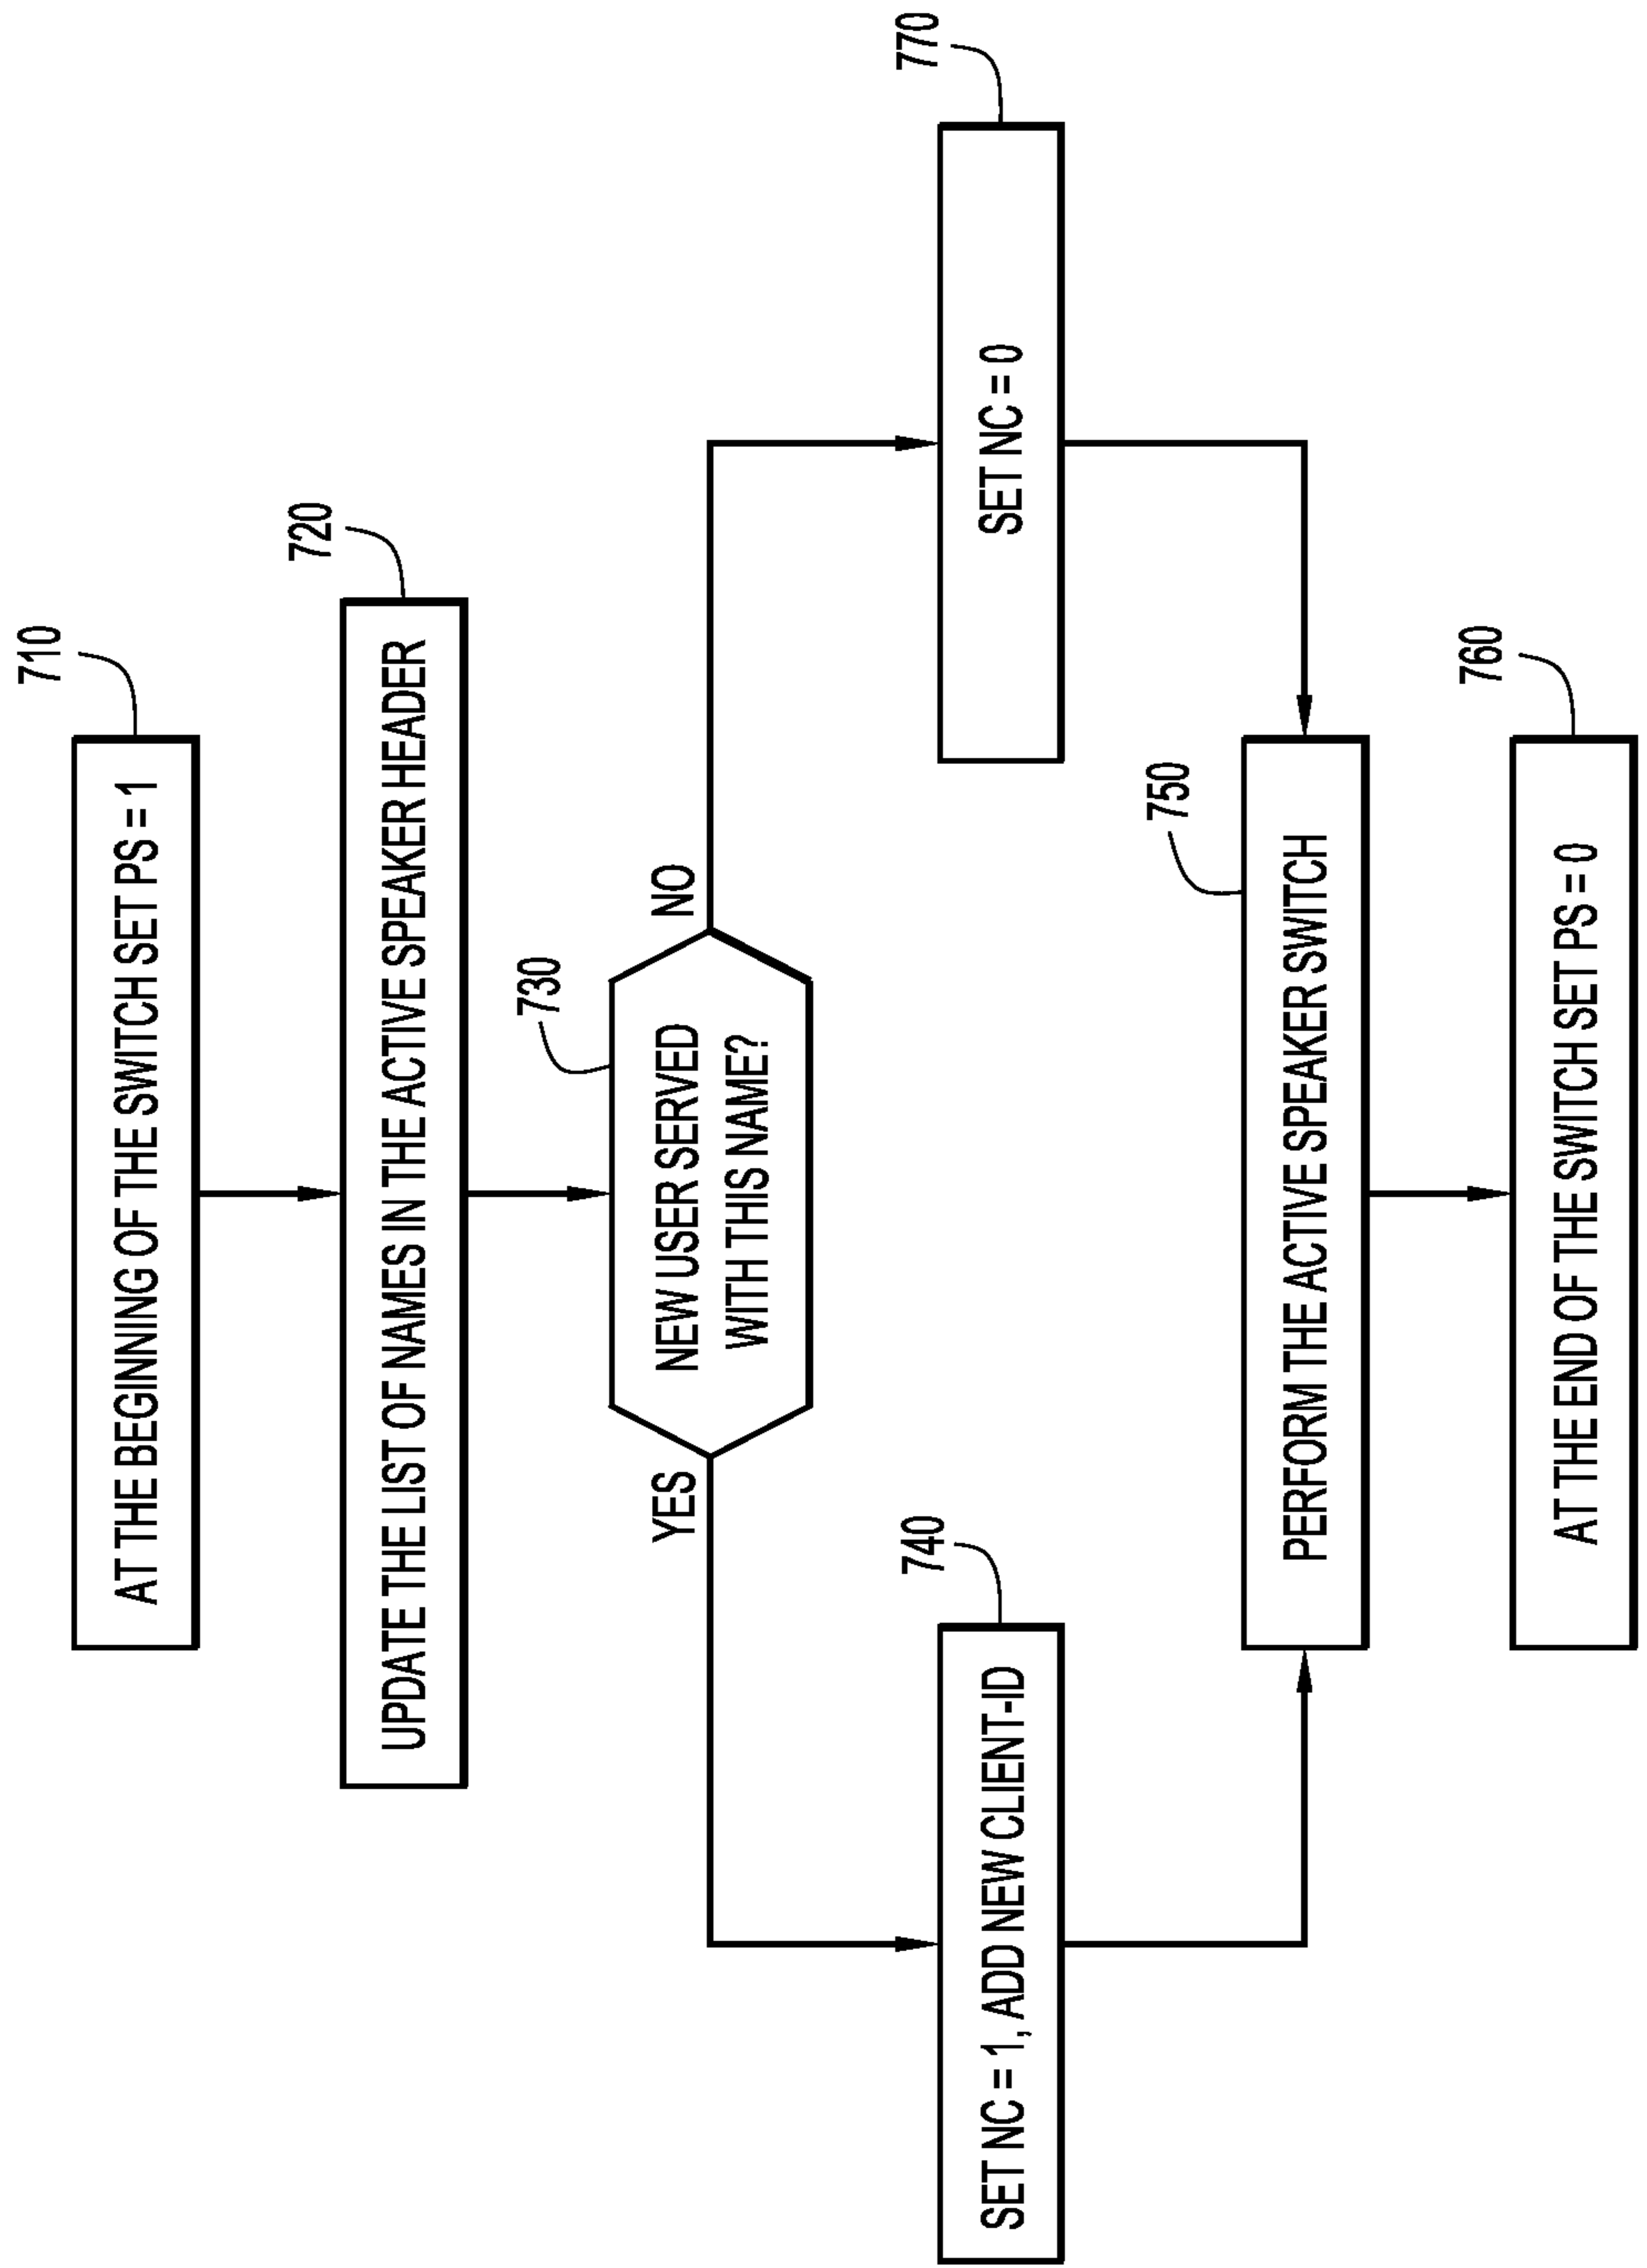 710
AT THE BEGINNING OF THE SWITCH SET PS = 1
720
UPDATE THE LIST OF NAMES IN THE ACTIVE SPEAKER HEADER
730
NEW USER SERVED
WITH THIS NAME?
YES
NO
740
SET NC = 1, ADD NEW CLIENT-ID
770
SET NC = 0
750
PERFORM THE ACTIVE SPEAKER SWITCH
760
AT THE END OF THE SWITCH SET PS = 0